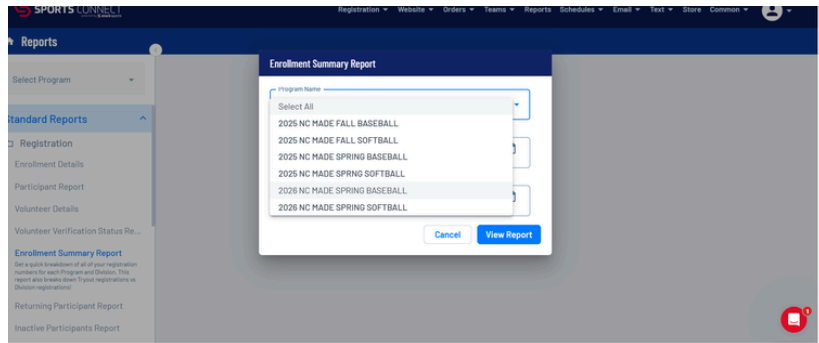 SPORTS CONNECT
Registration Website Orders Teams Reports Schedules Email Text Store Common
Reports
Select Program
Standard Reports
Registration
Enrollment Details
Participant Report
Volunteer Details
Volunteer Verification Status Re...
Enrollment Summary Report
Get a quick breakdown of all of your registration
numbers for each Program and Division. This
report also breaks down Tryout registrations vs
Division registrations!
Returning Participant Report
Inactive Participants Report
Enrollment Summary Report
Program Name
Select All
2025 NC MADE FALL BASEBALL
2025 NC MADE FALL SOFTBALL
2025 NC MADE SPRING BASEBALL
2025 NC MADE SPRNG SOFTBALL
2026 NC MADE SPRING BASEBALL
2026 NC MADE SPRING SOFTBALL
Cancel View Report
1